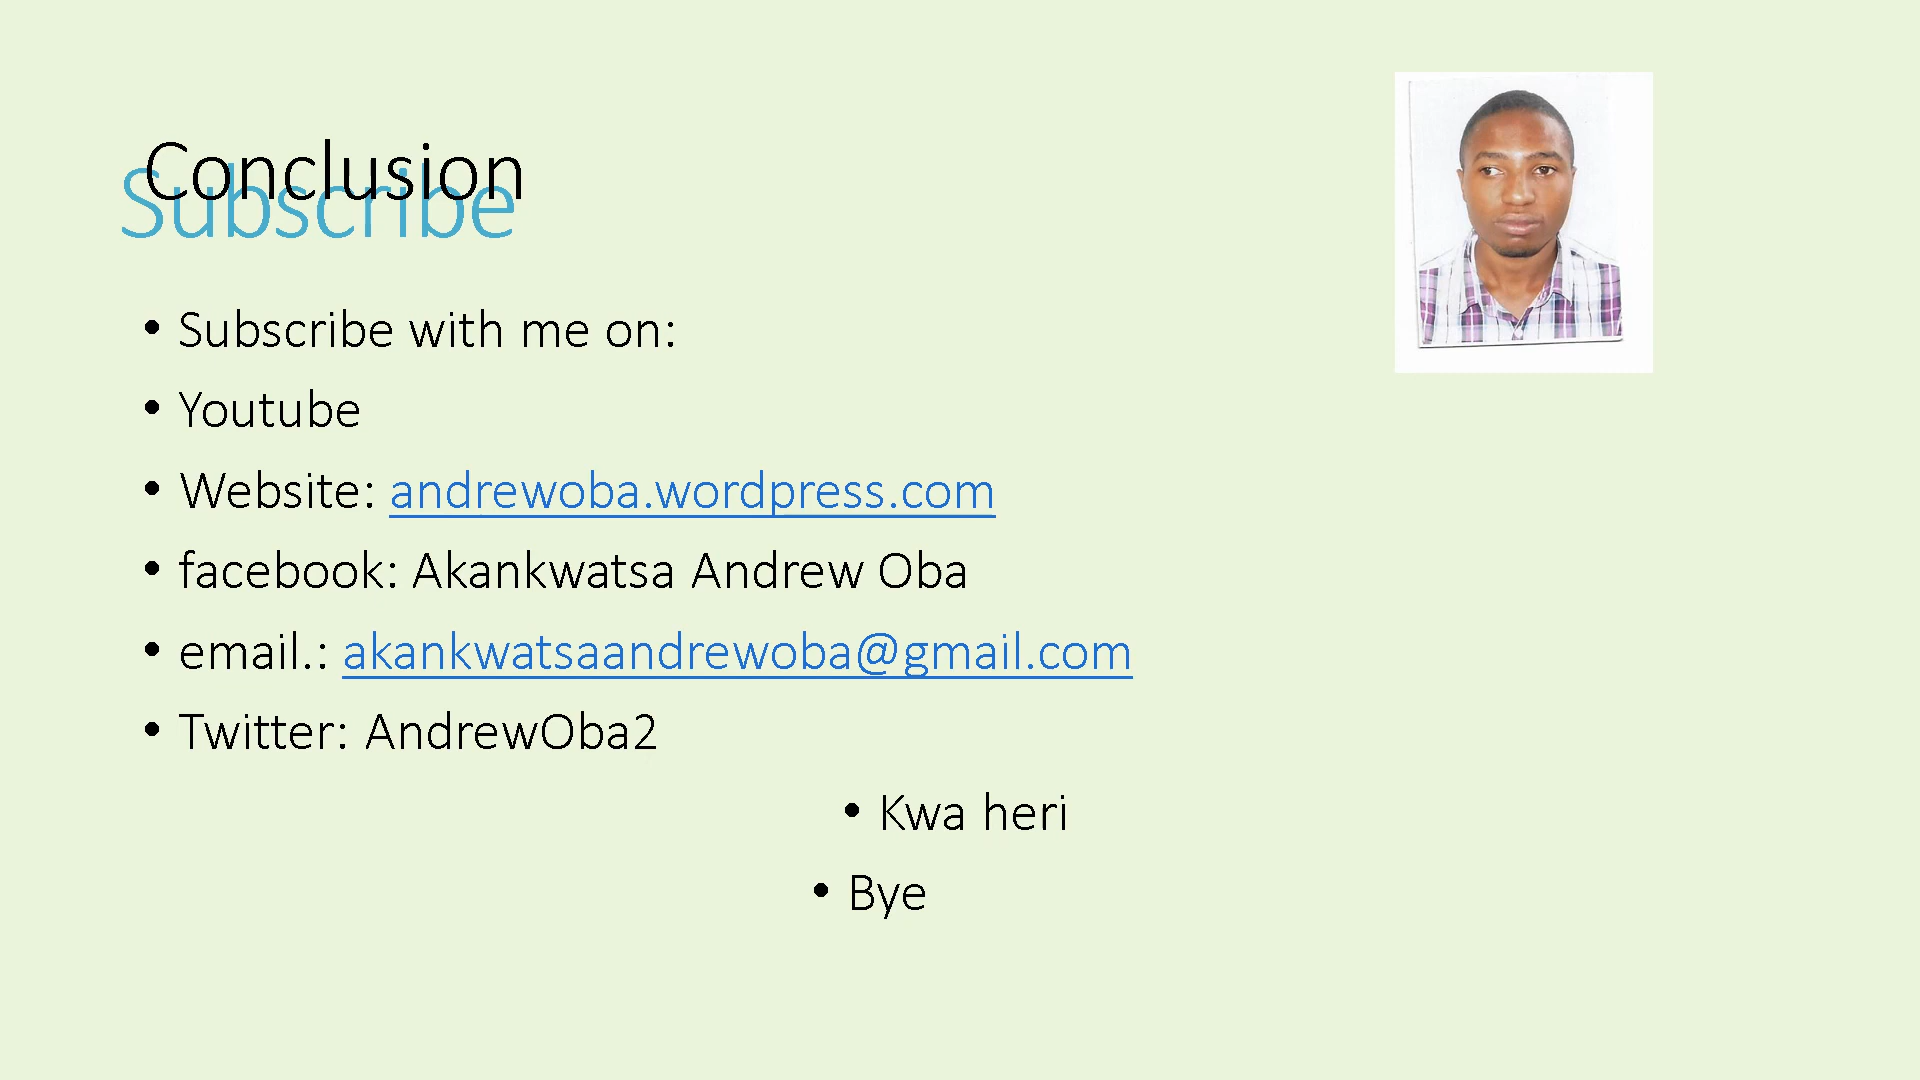 Conclusion
Subscribe
• Subscribe with me on:
• Youtube
• Website: andrewoba.wordpress.com
• facebook: Akankwatsa Andrew Oba
• email.: akankwatsaandrewoba@gmail.com
• Twitter: AndrewOba2
• Kwa heri
• Bye